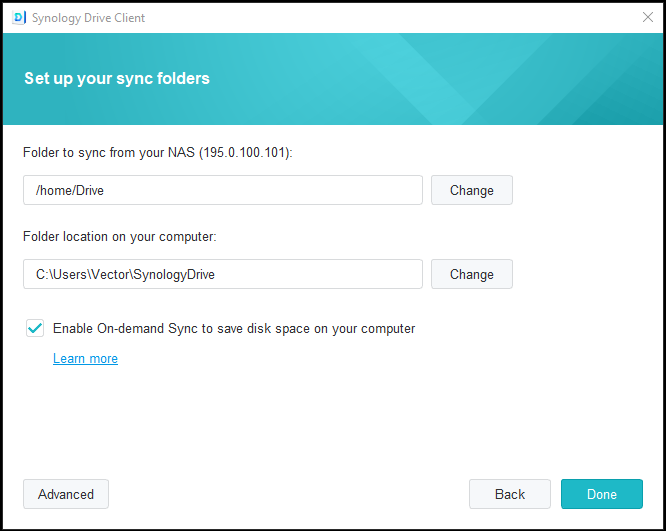 Synology Drive Client
Set up your sync folders
Folder to sync from your NAS (195.0.100.101):
/home/Drive
Change
Folder location on your computer:
C:\Users\Vector\SynologyDrive
Change
Enable On-demand Sync to save disk space on your computer
Learn more
Advanced
Back
Done